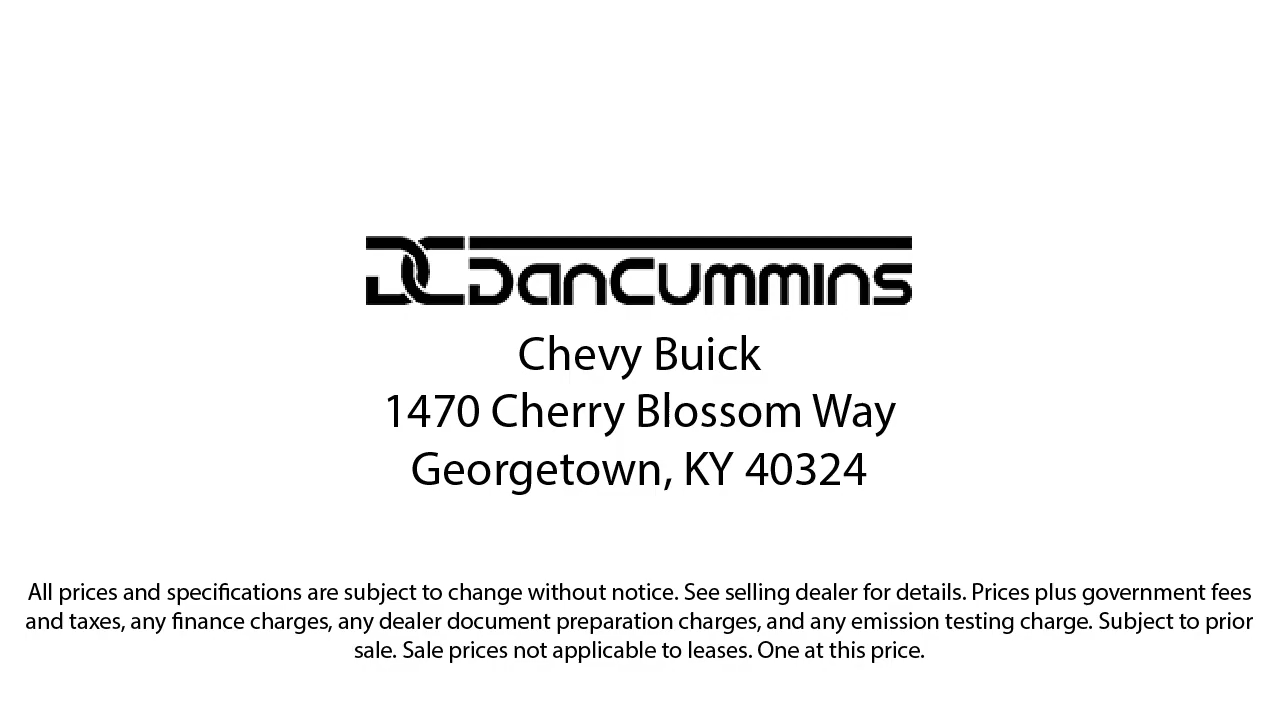 DC DanCummins
Chevy Buick
1470 Cherry Blossom Way
Georgetown, KY 40324
All prices and specifications are subject to change without notice. See selling dealer for details. Prices plus government fees
and taxes, any finance charges, any dealer document preparation charges, and any emission testing charge. Subject to prior
sale. Sale prices not applicable to leases. One at this price.